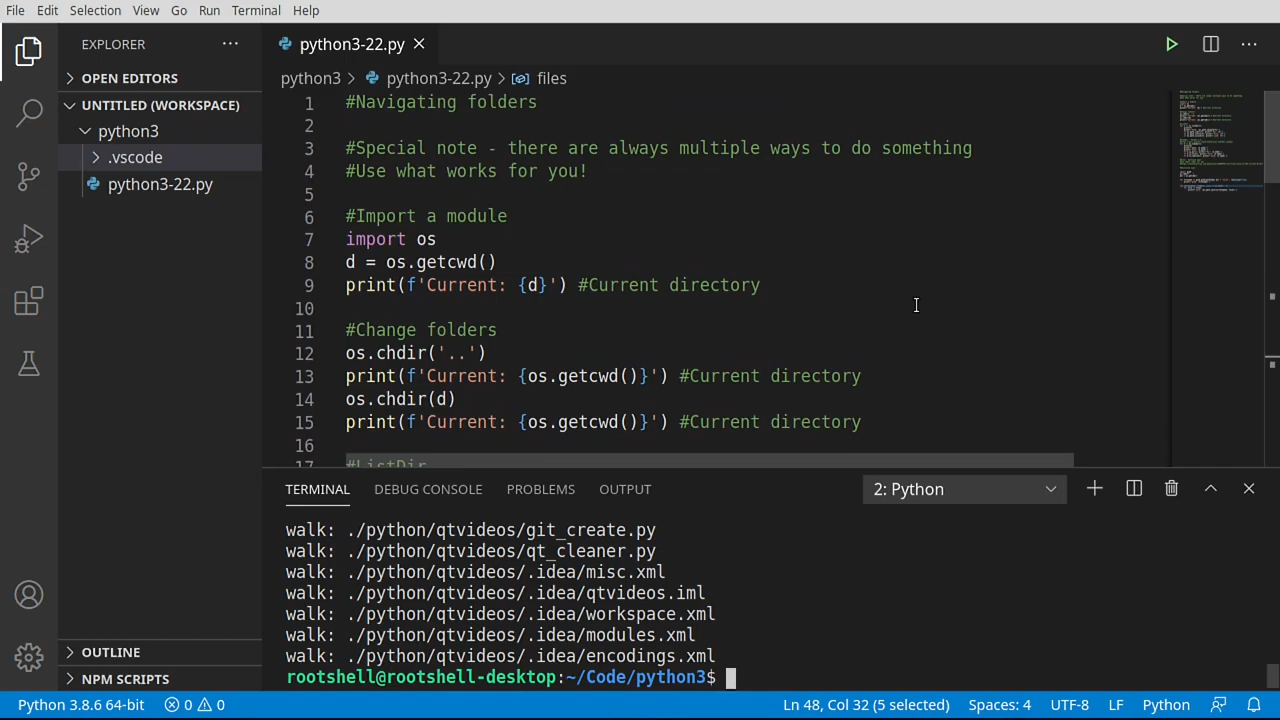 File Edit Selection View Go Run Terminal Help
EXPLORER
OPEN EDITORS
UNTITLED (WORKSPACE)
python3
.vscode
python3-22.py
OUTLINE
NPM SCRIPTS
python3-22.py
python3 > python3-22.py > files
1 #Navigating folders
2
3 #Special note - there are always multiple ways to do something
4 #Use what works for you!
5
6 #Import a module
7 import os
8 d = os.getcwd()
9 print(f'Current: {d}') #Current directory
10
11 #Change folders
12 os.chdir('..')
13 print(f'Current: {os.getcwd()}') #Current directory
14 os.chdir(d)
15 print(f'Current: {os.getcwd()}') #Current directory
16
17 #ListDir
TERMINAL DEBUG CONSOLE PROBLEMS OUTPUT 2: Python
walk: ./python/qtvideos/git_create.py
walk: ./python/qtvideos/qt_cleaner.py
walk: ./python/qtvideos/.idea/misc.xml
walk: ./python/qtvideos/.idea/qtvideos.iml
walk: ./python/qtvideos/.idea/workspace.xml
walk: ./python/qtvideos/.idea/modules.xml
walk: ./python/qtvideos/.idea/encodings.xml
rootshell@rootshell-desktop:~/Code/python3$
Python 3.8.6 64-bit 0 0 Ln 48, Col 32 (5 selected) Spaces: 4 UTF-8 LF Python